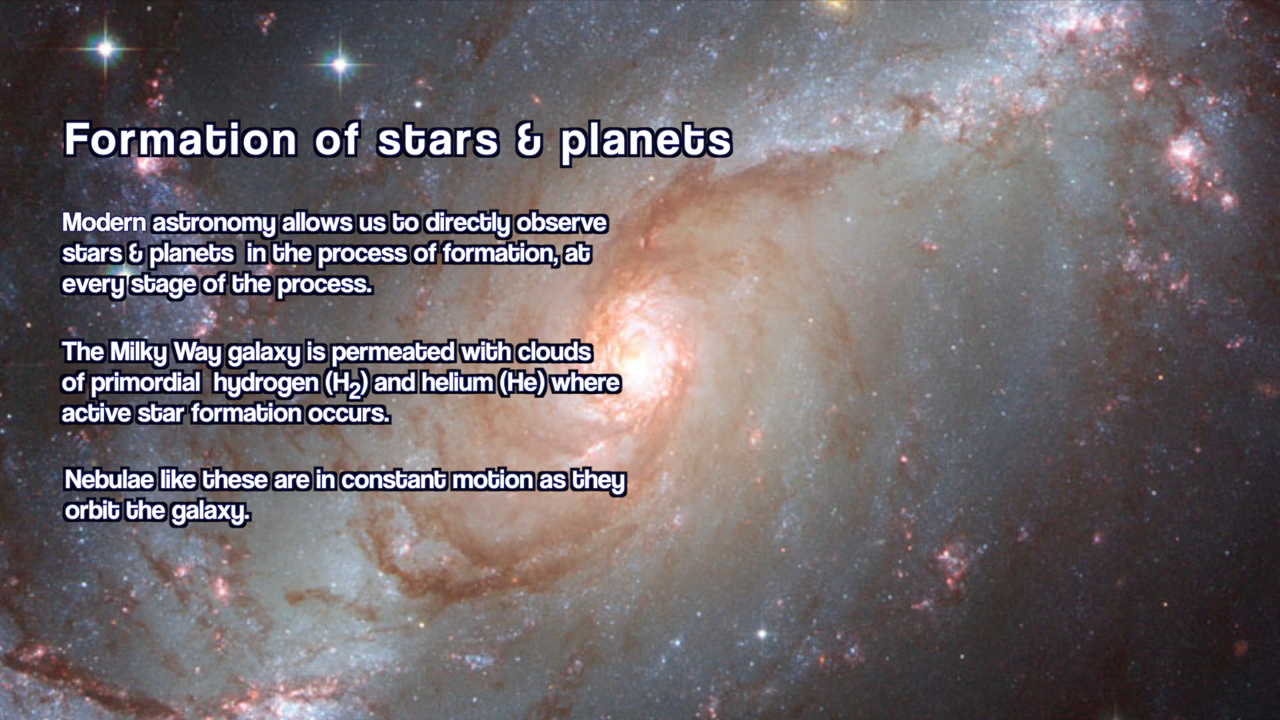 Formation of stars & planets
Modern astronomy allows us to directly observe
stars & planets  in the process of formation, at
every stage of the process.
The Milky Way galaxy is permeated with clouds
of primordial  hydrogen (H₂) and helium (He) where
active star formation occurs.
Nebulae like these are in constant motion as they
orbit the galaxy.